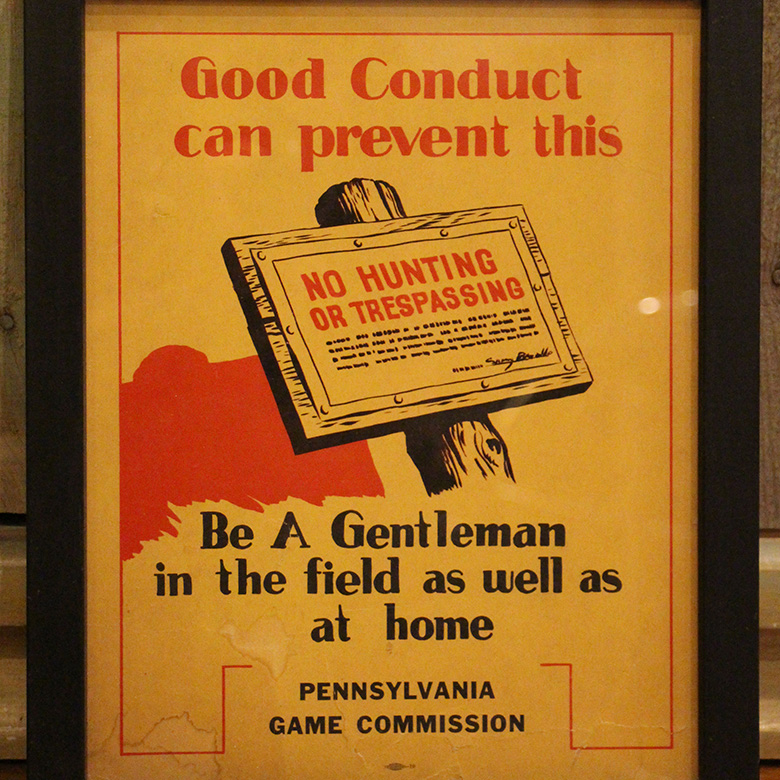 Good Conduct
can prevent this
NO HUNTING
OR TRESPASSING
Be A Gentleman
in the field as well as
at home
PENNSYLVANIA
GAME COMMISSION